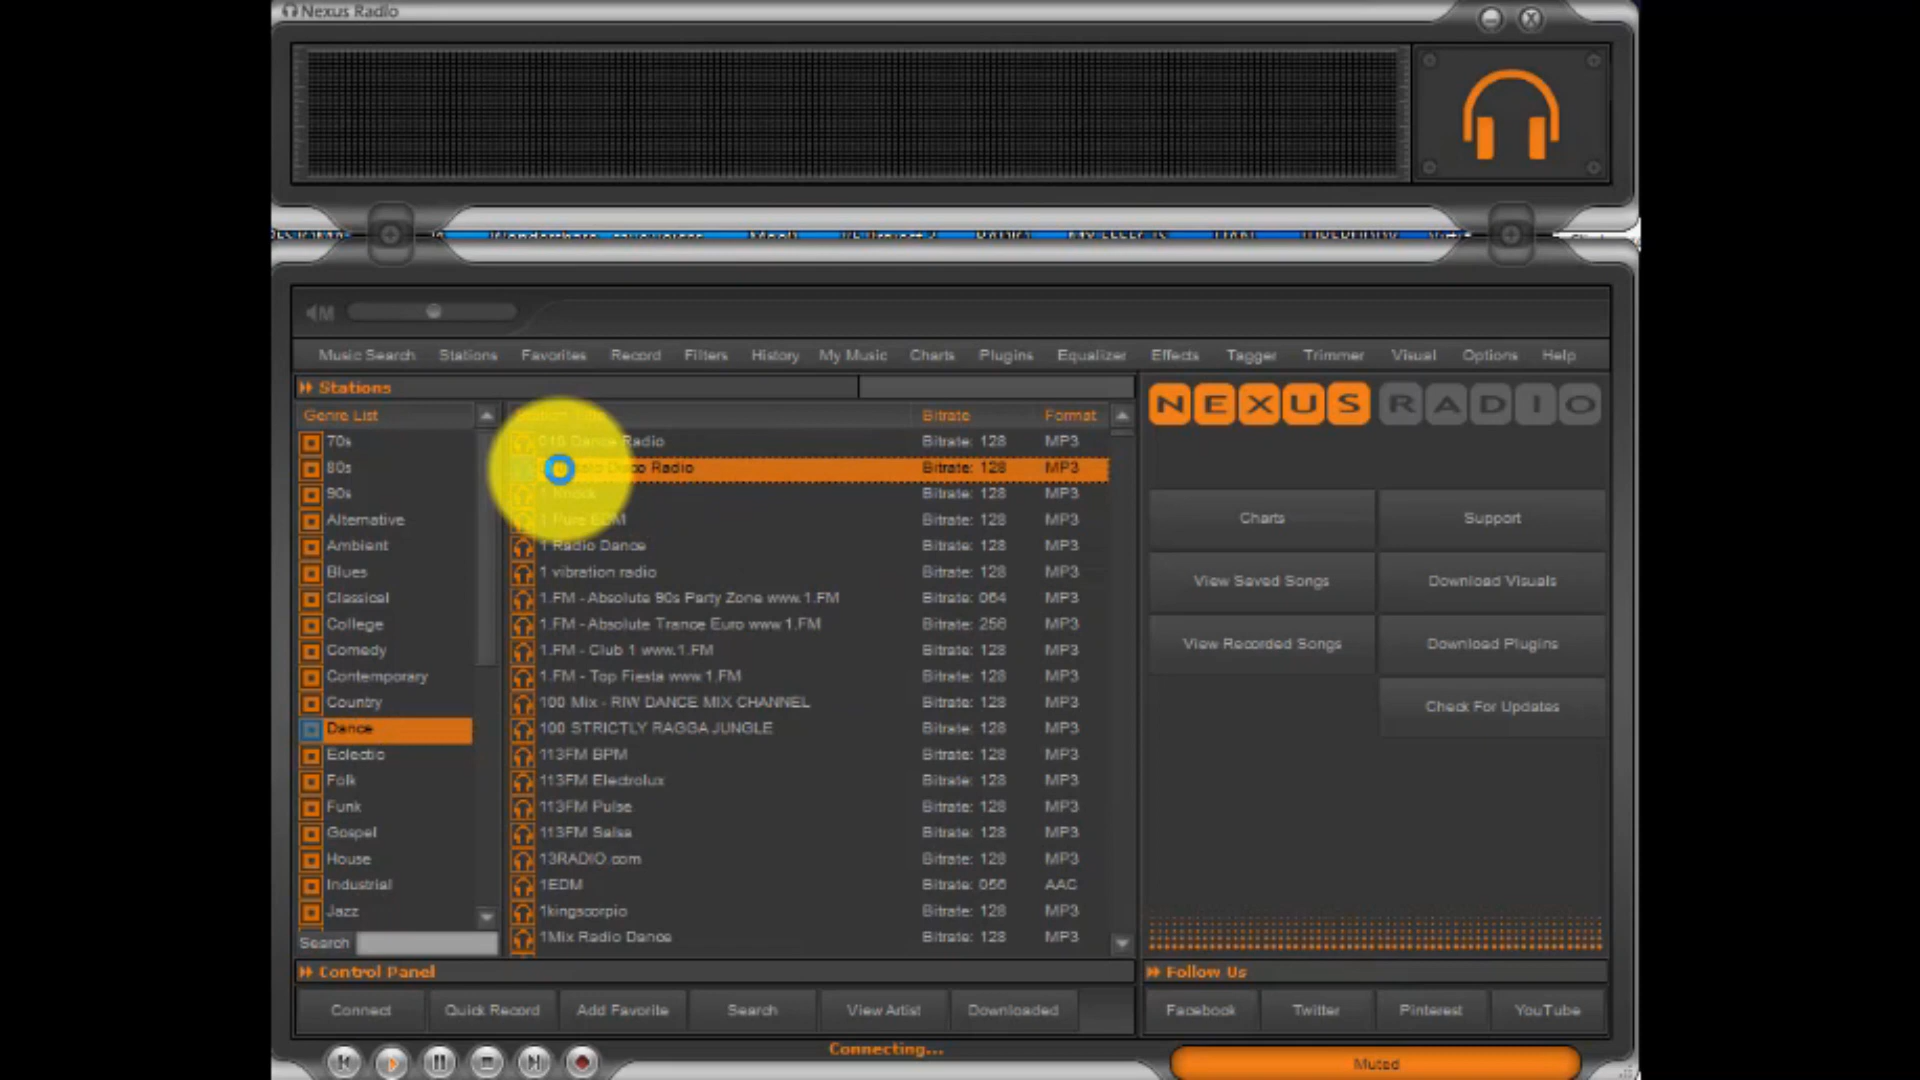 Nexus Radio
Music Search Stations Favorites Record Filters History My Music Charts Plugins Equalizer Effects Tagger Trimmer Visual Options Help
Stations
Genre List
70s
80s
90s
Alternative
Ambient
Blues
Classical
College
Comedy
Contemporary
Country
Dance
Eclectic
Folk
Funk
Gospel
House
Industrial
Jazz
Search
Bitrate Format
Dance Radio Bitrate: 128 MP3
Disco Radio Bitrate: 128 MP3
1 Knock Bitrate: 128 MP3
1 Pure EDM Bitrate: 128 MP3
1 Radio Dance Bitrate: 128 MP3
1 vibration radio Bitrate: 128 MP3
1.FM - Absolute 90s Party Zone www.1.FM Bitrate: 064 MP3
1.FM - Absolute Trance Euro www.1.FM Bitrate: 256 MP3
1.FM - Club 1 www.1.FM Bitrate: 128 MP3
1.FM - Top Fiesta www.1.FM Bitrate: 128 MP3
100 Mix - RIW DANCE MIX CHANNEL Bitrate: 128 MP3
100 STRICTLY RAGGA JUNGLE Bitrate: 128 MP3
113FM BPM Bitrate: 128 MP3
113FM Electrolux Bitrate: 128 MP3
113FM Pulse Bitrate: 128 MP3
113FM Salsa Bitrate: 128 MP3
13RADIO.com Bitrate: 128 MP3
1EDM Bitrate: 056 AAC
1kingscorpio Bitrate: 128 MP3
1Mix Radio Dance Bitrate: 128 MP3
NEXUS RADIO
Charts Support
View Saved Songs Download Visuals
View Recorded Songs Download Plugins
Check For Updates
Control Panel
Connect Quick Record Add Favorite Search View Artist Downloaded
Follow Us
Facebook Twitter Pinterest YouTube
Connecting...
Muted